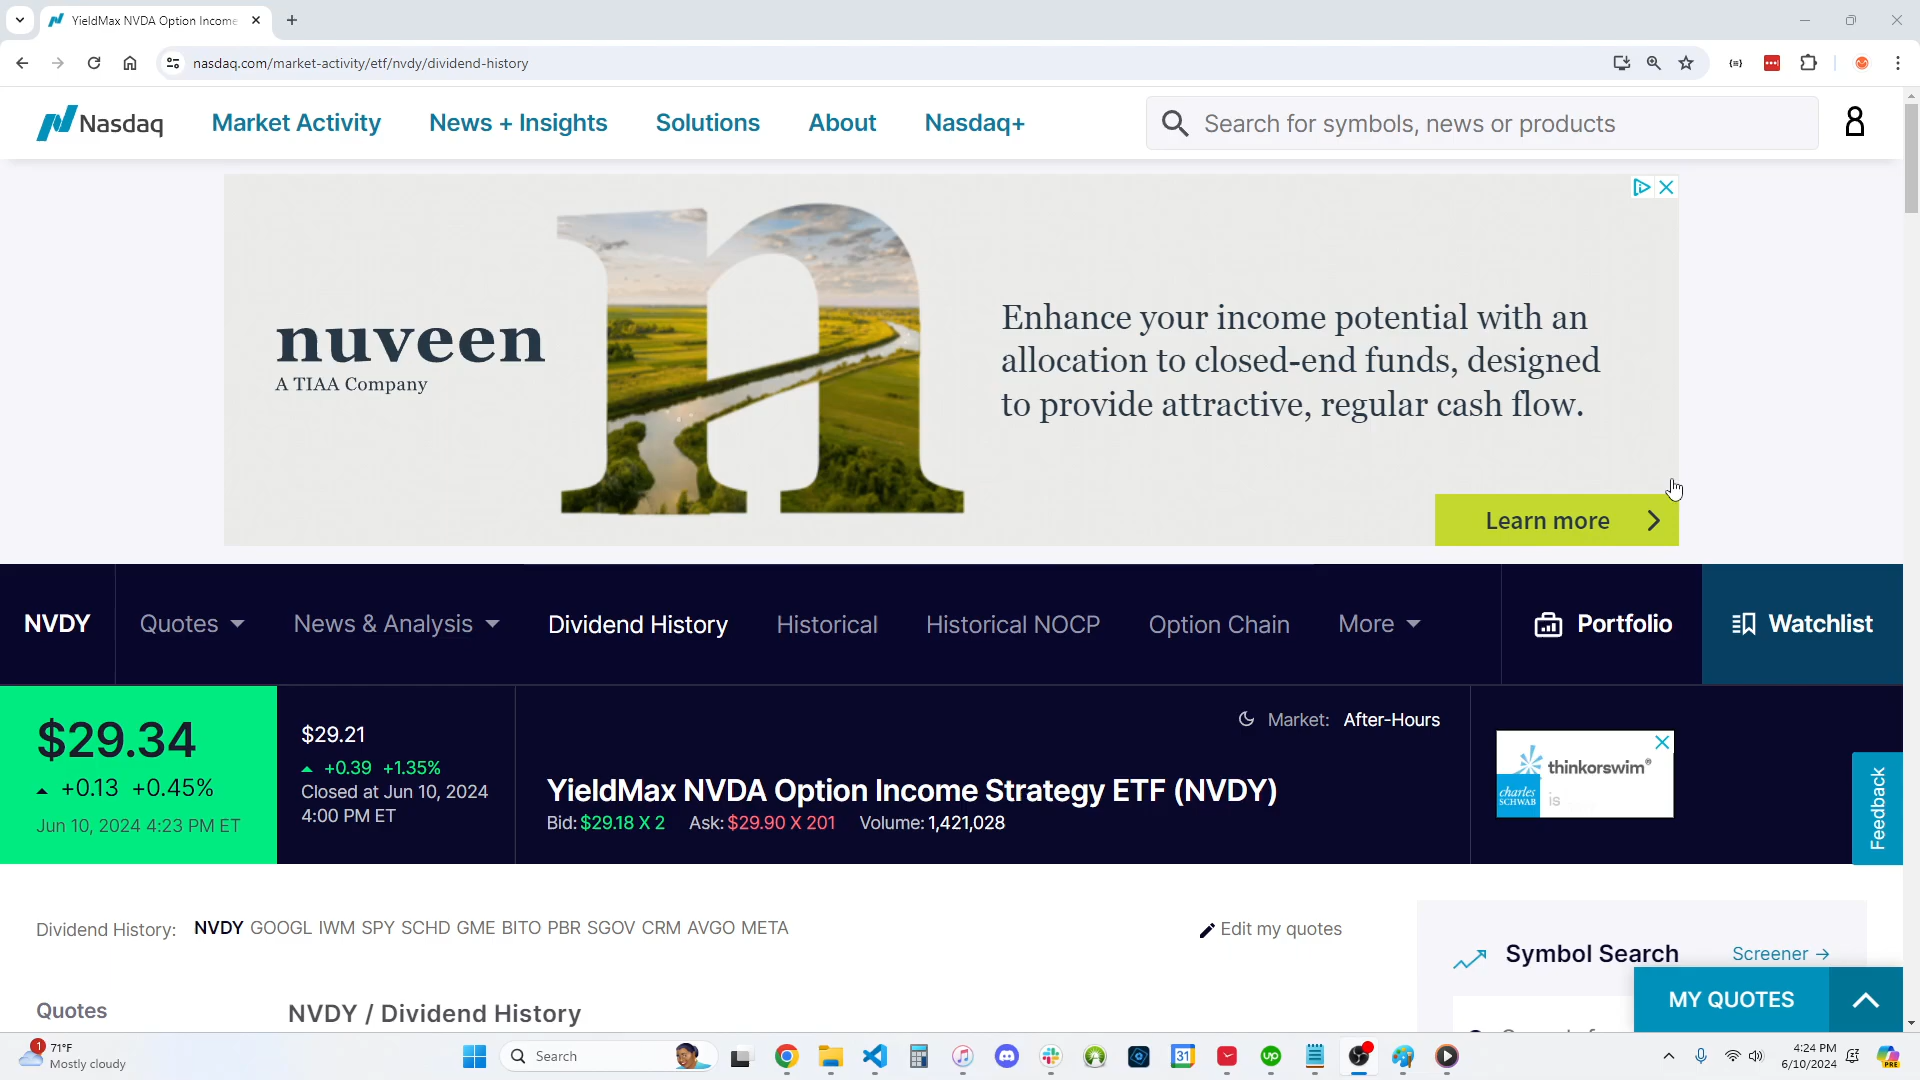 YieldMax NVDA Option Income
nasdaq.com/market-activity/etf/nvdy/dividend-history
Nasdaq
Market Activity
News + Insights
Solutions
About
Nasdaq+
Search for symbols, news or products
nuveen
A TIAA Company
Enhance your income potential with an
allocation to closed-end funds, designed
to provide attractive, regular cash flow.
Learn more
NVDY
Quotes
News & Analysis
Dividend History
Historical
Historical NOCP
Option Chain
More
Portfolio
Watchlist
$29.34
+0.13 +0.45%
Jun 10, 2024 4:23 PM ET
$29.21
+0.39 +1.35%
Closed at Jun 10, 2024
4:00 PM ET
Market: After-Hours
YieldMax NVDA Option Income Strategy ETF (NVDY)
Bid: $29.18 X 2 Ask: $29.90 X 201 Volume: 1,421,028
thinkorswim®
charles
SCHWAB
is
Feedback
Dividend History: NVDY GOOGL IWM SPY SCHD GME BITO PBR SGOV CRM AVGO META
Edit my quotes
Symbol Search
Screener →
MY QUOTES
Quotes
NVDY / Dividend History
1
71°F
Mostly cloudy
Search
31
up
4:24 PM
6/10/2024
PRE